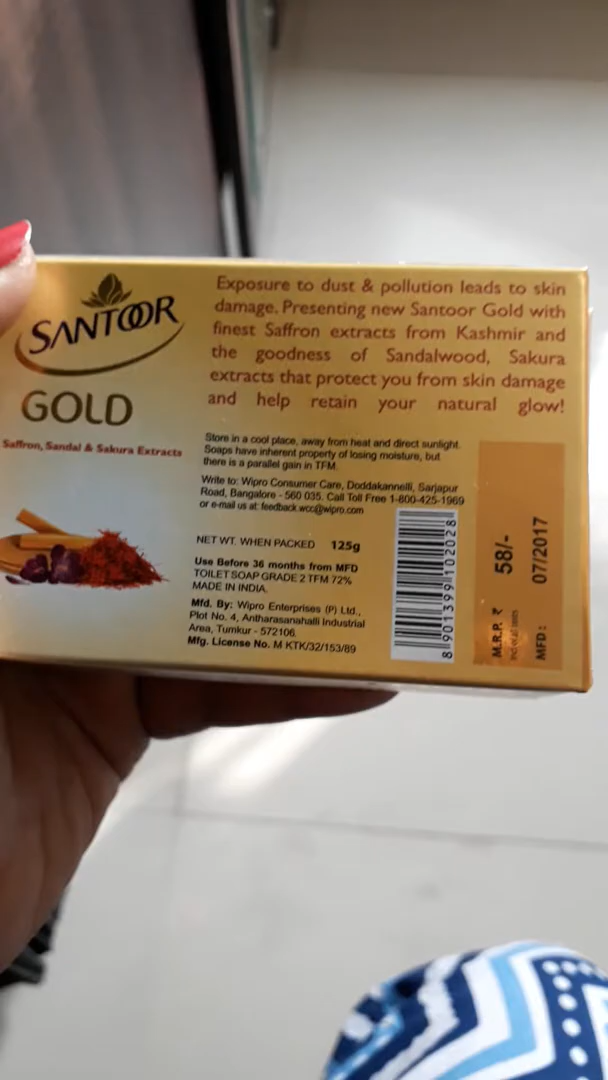 SANTOOR
GOLD
Saffron, Sandal & Sakura Extracts
Exposure to dust & pollution leads to skin
damage. Presenting new Santoor Gold with
finest Saffron extracts from Kashmir and
the goodness of Sandalwood, Sakura
extracts that protect you from skin damage
and help retain your natural glow!
Store in a cool place, away from heat and direct sunlight.
Soaps have inherent property of losing moisture, but
there is a parallel gain in TFM.
Write to: Wipro Consumer Care, Doddakannelli, Sarjapur
Road, Bangalore - 560 035. Call Toll Free 1-800-425-1969
or e-mail us at: feedback.wcc@wipro.com
NET WT. WHEN PACKED 125g
Use Before 36 months from MFD
TOILET SOAP GRADE 2 TFM 72%
MADE IN INDIA.
Mfd. By: Wipro Enterprises (P) Ltd.,
Plot No. 4, Antharasanahalli Industrial
Area, Tumkur - 572106.
Mfg. License No. M KTK/32/153/89
8 901399 102028
M.R.P. ₹ 58/-
MFD: 07/2017